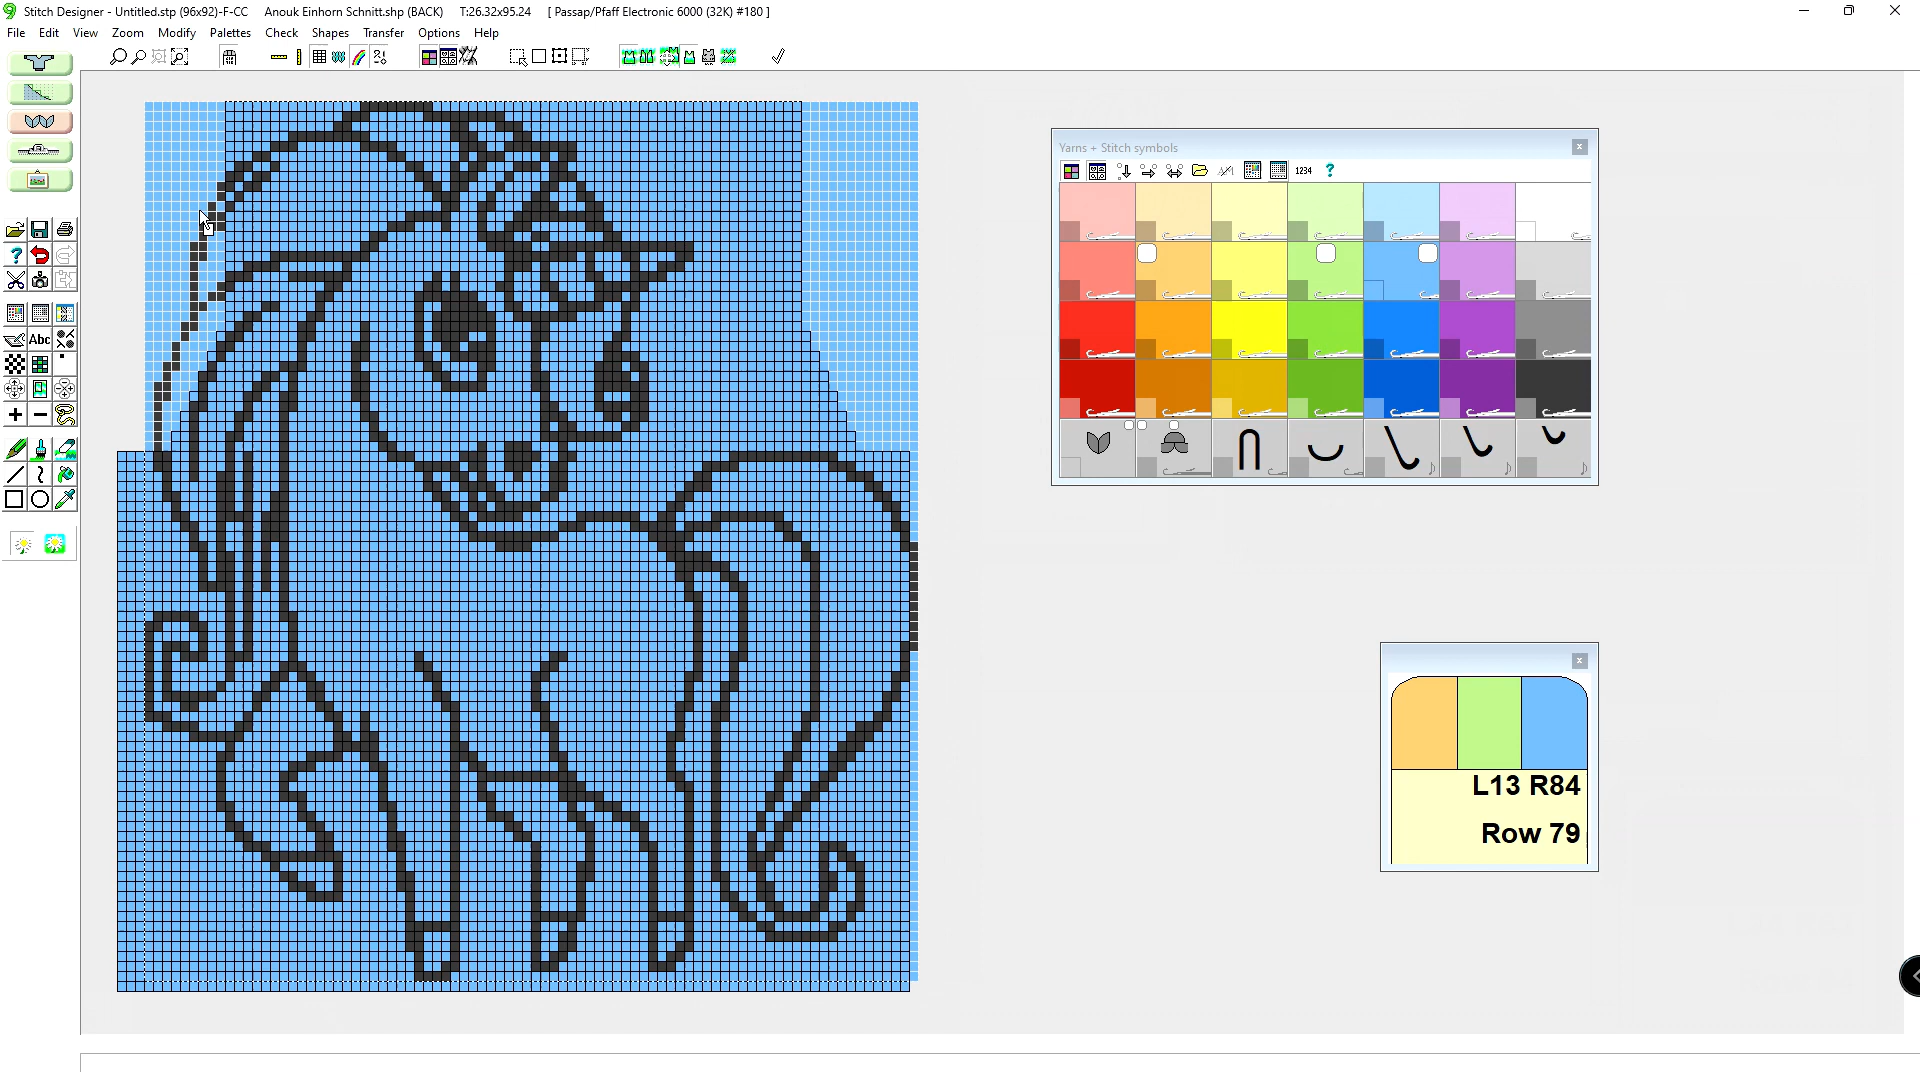 Stitch Designer - Untitled.stp (96x92)-F-CC Anouk Einhorn Schnitt.shp (BACK) T:26.32x95.24 [ Passap/Pfaff Electronic 6000 (32K) #180 ]
File Edit View Zoom Modify Palettes Check Shapes Transfer Options Help
Yarns + Stitch symbols
1234
Abc
L13 R84
Row 79